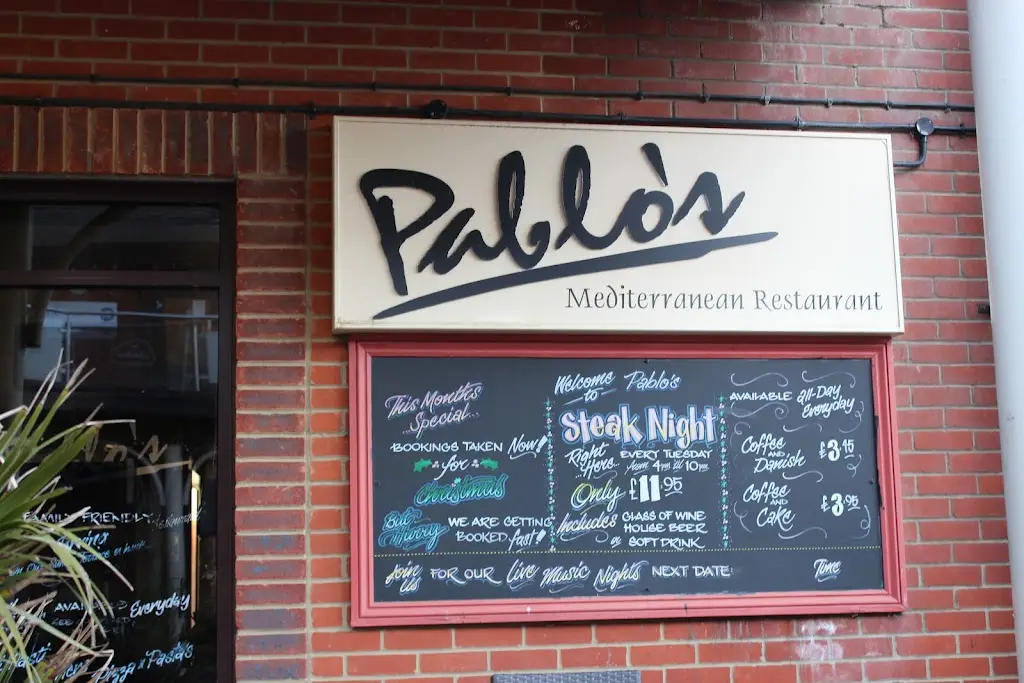 Pablo's
Mediterranean Restaurant
This Months
Special...
BOOKINGS TAKEN Now!
for
Christmas
But Hurry
WE ARE GETTING
BOOKED fast!
Welcome
to Pablo's
Steak Night
Right
Here...
EVERY TUESDAY
from 4pm 'til 10pm
Only £11.95
Includes GLASS OF WINE
HOUSE BEER
or SOFT DRINK
AVAILABLE all-Day
Everyday
Coffee
AND
Danish
£3.45
Coffee
AND
Cake
£3.95
Join
us FOR OUR Live Music Nights NEXT DATE: Time
FAMILY FRIENDLY
Everyday
Pizza & Pasta's